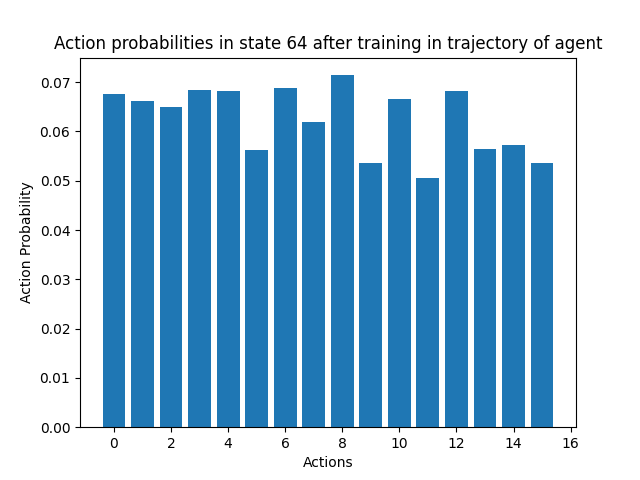 Action probabilities in state 64 after training in trajectory of agent
0.07
0.06
0.05
0.04
0.03
0.02
0.01
0.00
Action Probability
0 2 4 6 8 10 12 14 16
Actions